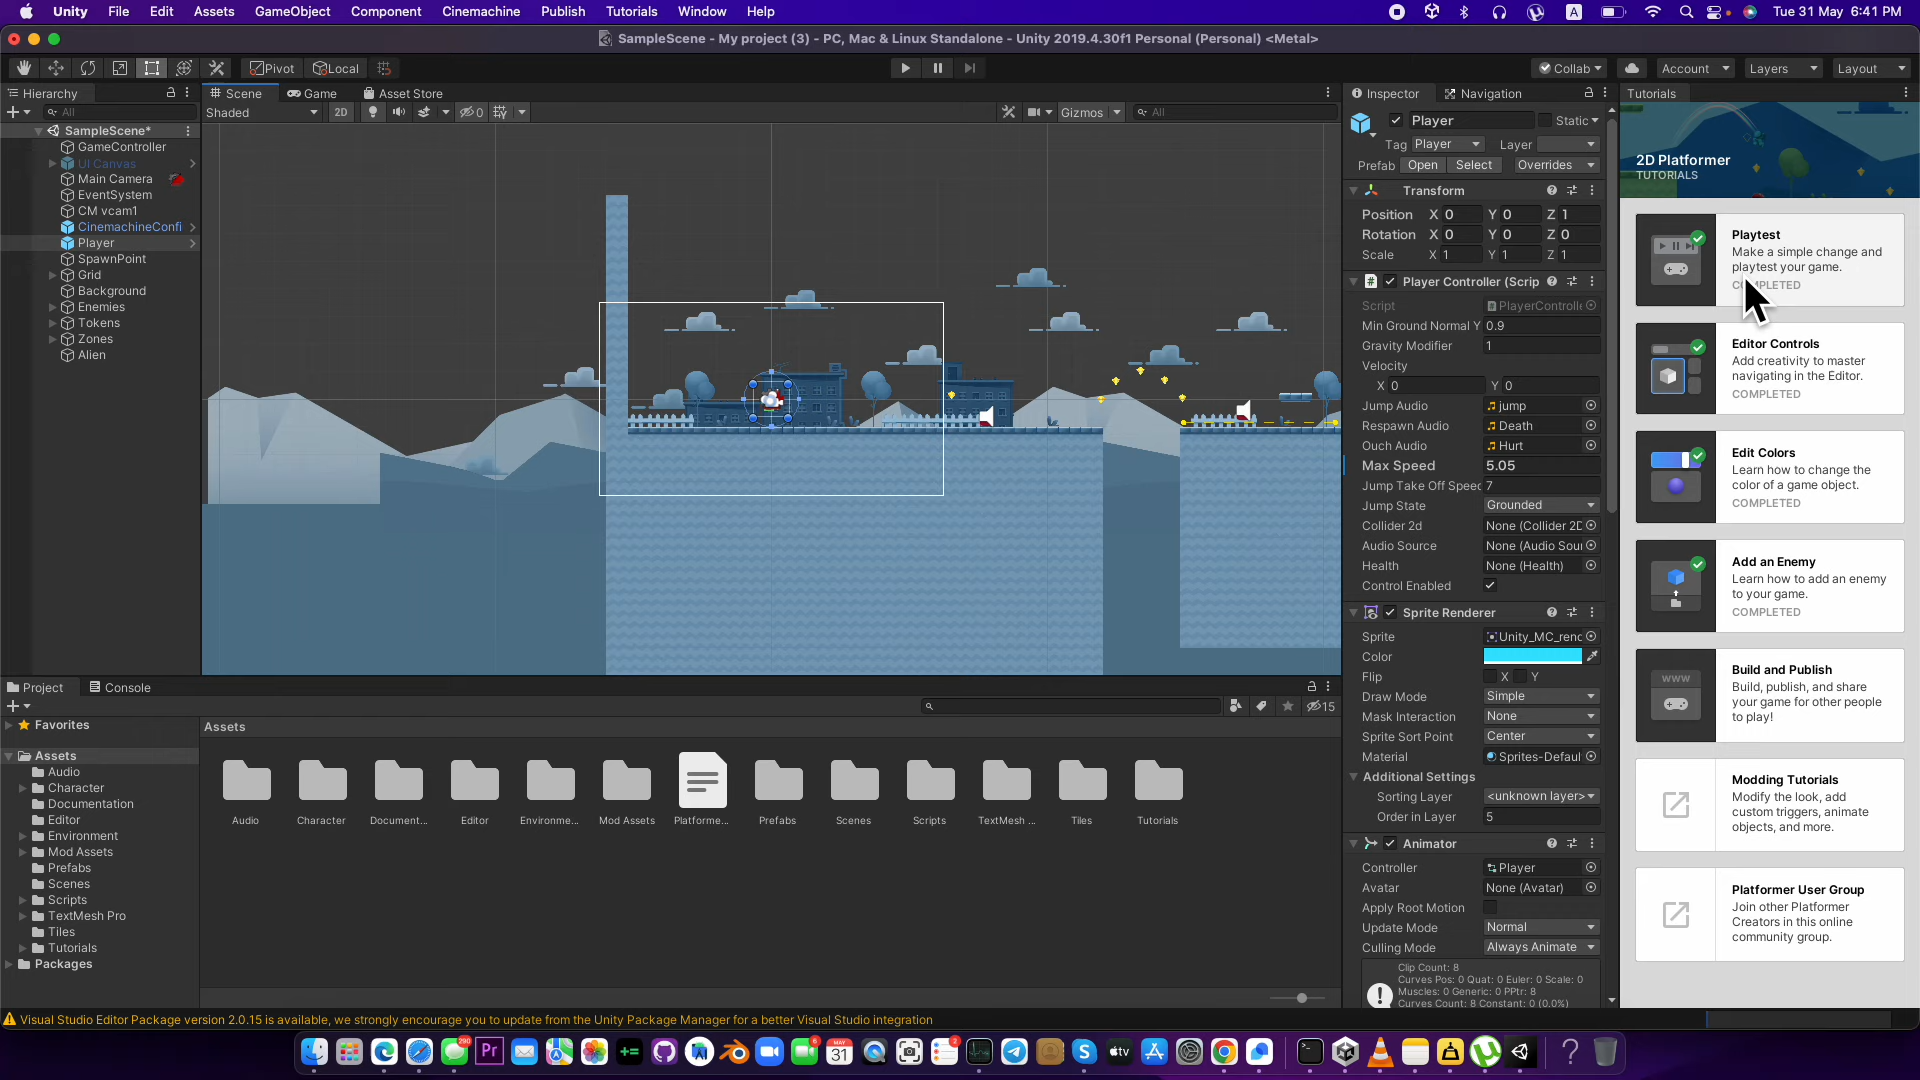 Unity File Edit Assets GameObject Component Cinemachine Publish Tutorials Window Help
A Tue 31 May 6:41 PM
SampleScene - My project (3) - PC, Mac & Linux Standalone - Unity 2019.4.30f1 Personal (Personal) <Metal>
Pivot Local Collab Account Layers Layout
Hierarchy
All
SampleScene*
GameController
UI Canvas
Main Camera
EventSystem
CM vcam1
CinemachineConfi
Player
SpawnPoint
Grid
Background
Enemies
Tokens
Zones
Alien
Scene Game Asset Store
Shaded 2D 0 Gizmos All
Inspector Navigation
Player Static
Tag Player Layer
Prefab Open Select Overrides
Transform
Position X 0 Y 0 Z 1
Rotation X 0 Y 0 Z 0
Scale X 1 Y 1 Z 1
Player Controller (Scrip
Script PlayerControlle
Min Ground Normal Y 0.9
Gravity Modifier 1
Velocity
X 0 Y 0
Jump Audio jump
Respawn Audio Death
Ouch Audio Hurt
Max Speed 5.05
Jump Take Off Speed 7
Jump State Grounded
Collider 2d None (Collider 2D
Audio Source None (Audio Sour
Health None (Health)
Control Enabled
Sprite Renderer
Sprite Unity_MC_renc
Color
Flip X Y
Draw Mode Simple
Mask Interaction None
Sprite Sort Point Center
Material Sprites-Defaul
Additional Settings
Sorting Layer <unknown layer>
Order in Layer 5
Animator
Controller Player
Avatar None (Avatar)
Apply Root Motion
Update Mode Normal
Culling Mode Always Animate
Clip Count: 8
Curves Pos: 0 Quat: 0 Euler: 0 Scale: 0
Muscles: 0 Generic: 0 PPtr: 8
Curves Count: 8 Constant: 0 (0.0%)
Tutorials
2D Platformer
TUTORIALS
Playtest
Make a simple change and
playtest your game.
COMPLETED
Editor Controls
Add creativity to master
navigating in the Editor.
COMPLETED
Edit Colors
Learn how to change the
color of a game object.
COMPLETED
Add an Enemy
Learn how to add an enemy
to your game.
COMPLETED
WWW
Build and Publish
Build, publish, and share
your game for other people
to play!
Modding Tutorials
Modify the look, add
custom triggers, animate
objects, and more.
Platformer User Group
Join other Platformer
Creators in this online
community group.
Project Console
15
Favorites
Assets
Audio
Character
Documentation
Editor
Environment
Mod Assets
Prefabs
Scenes
Scripts
TextMesh Pro
Tiles
Tutorials
Packages
Assets
Audio Character Document... Editor Environme... Mod Assets Platforme... Prefabs Scenes Scripts TextMesh ... Tiles Tutorials
Visual Studio Editor Package version 2.0.15 is available, we strongly encourage you to update from the Unity Package Manager for a better Visual Studio integration
290 Pr 6 MAY 31 2 tv